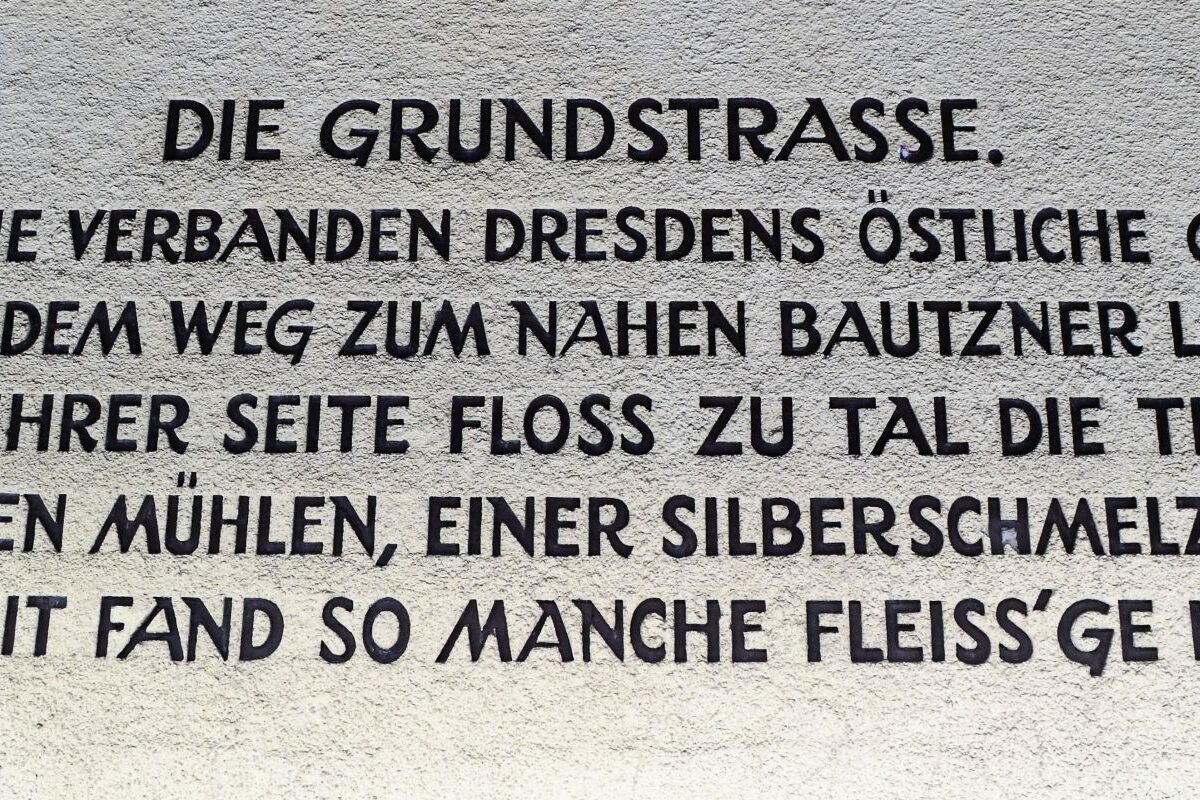 DIE GRUNDSTRASSE.
VERBANDEN DRESDENS ÖSTLICHE
DEM WEG ZUM NAHEN BAUTZNER
IHRER SEITE FLOSS ZU TAL DIE
MÜHLEN, EINER SILBERSCHMELZ
FAND SO MANCHE FLEISS'GE